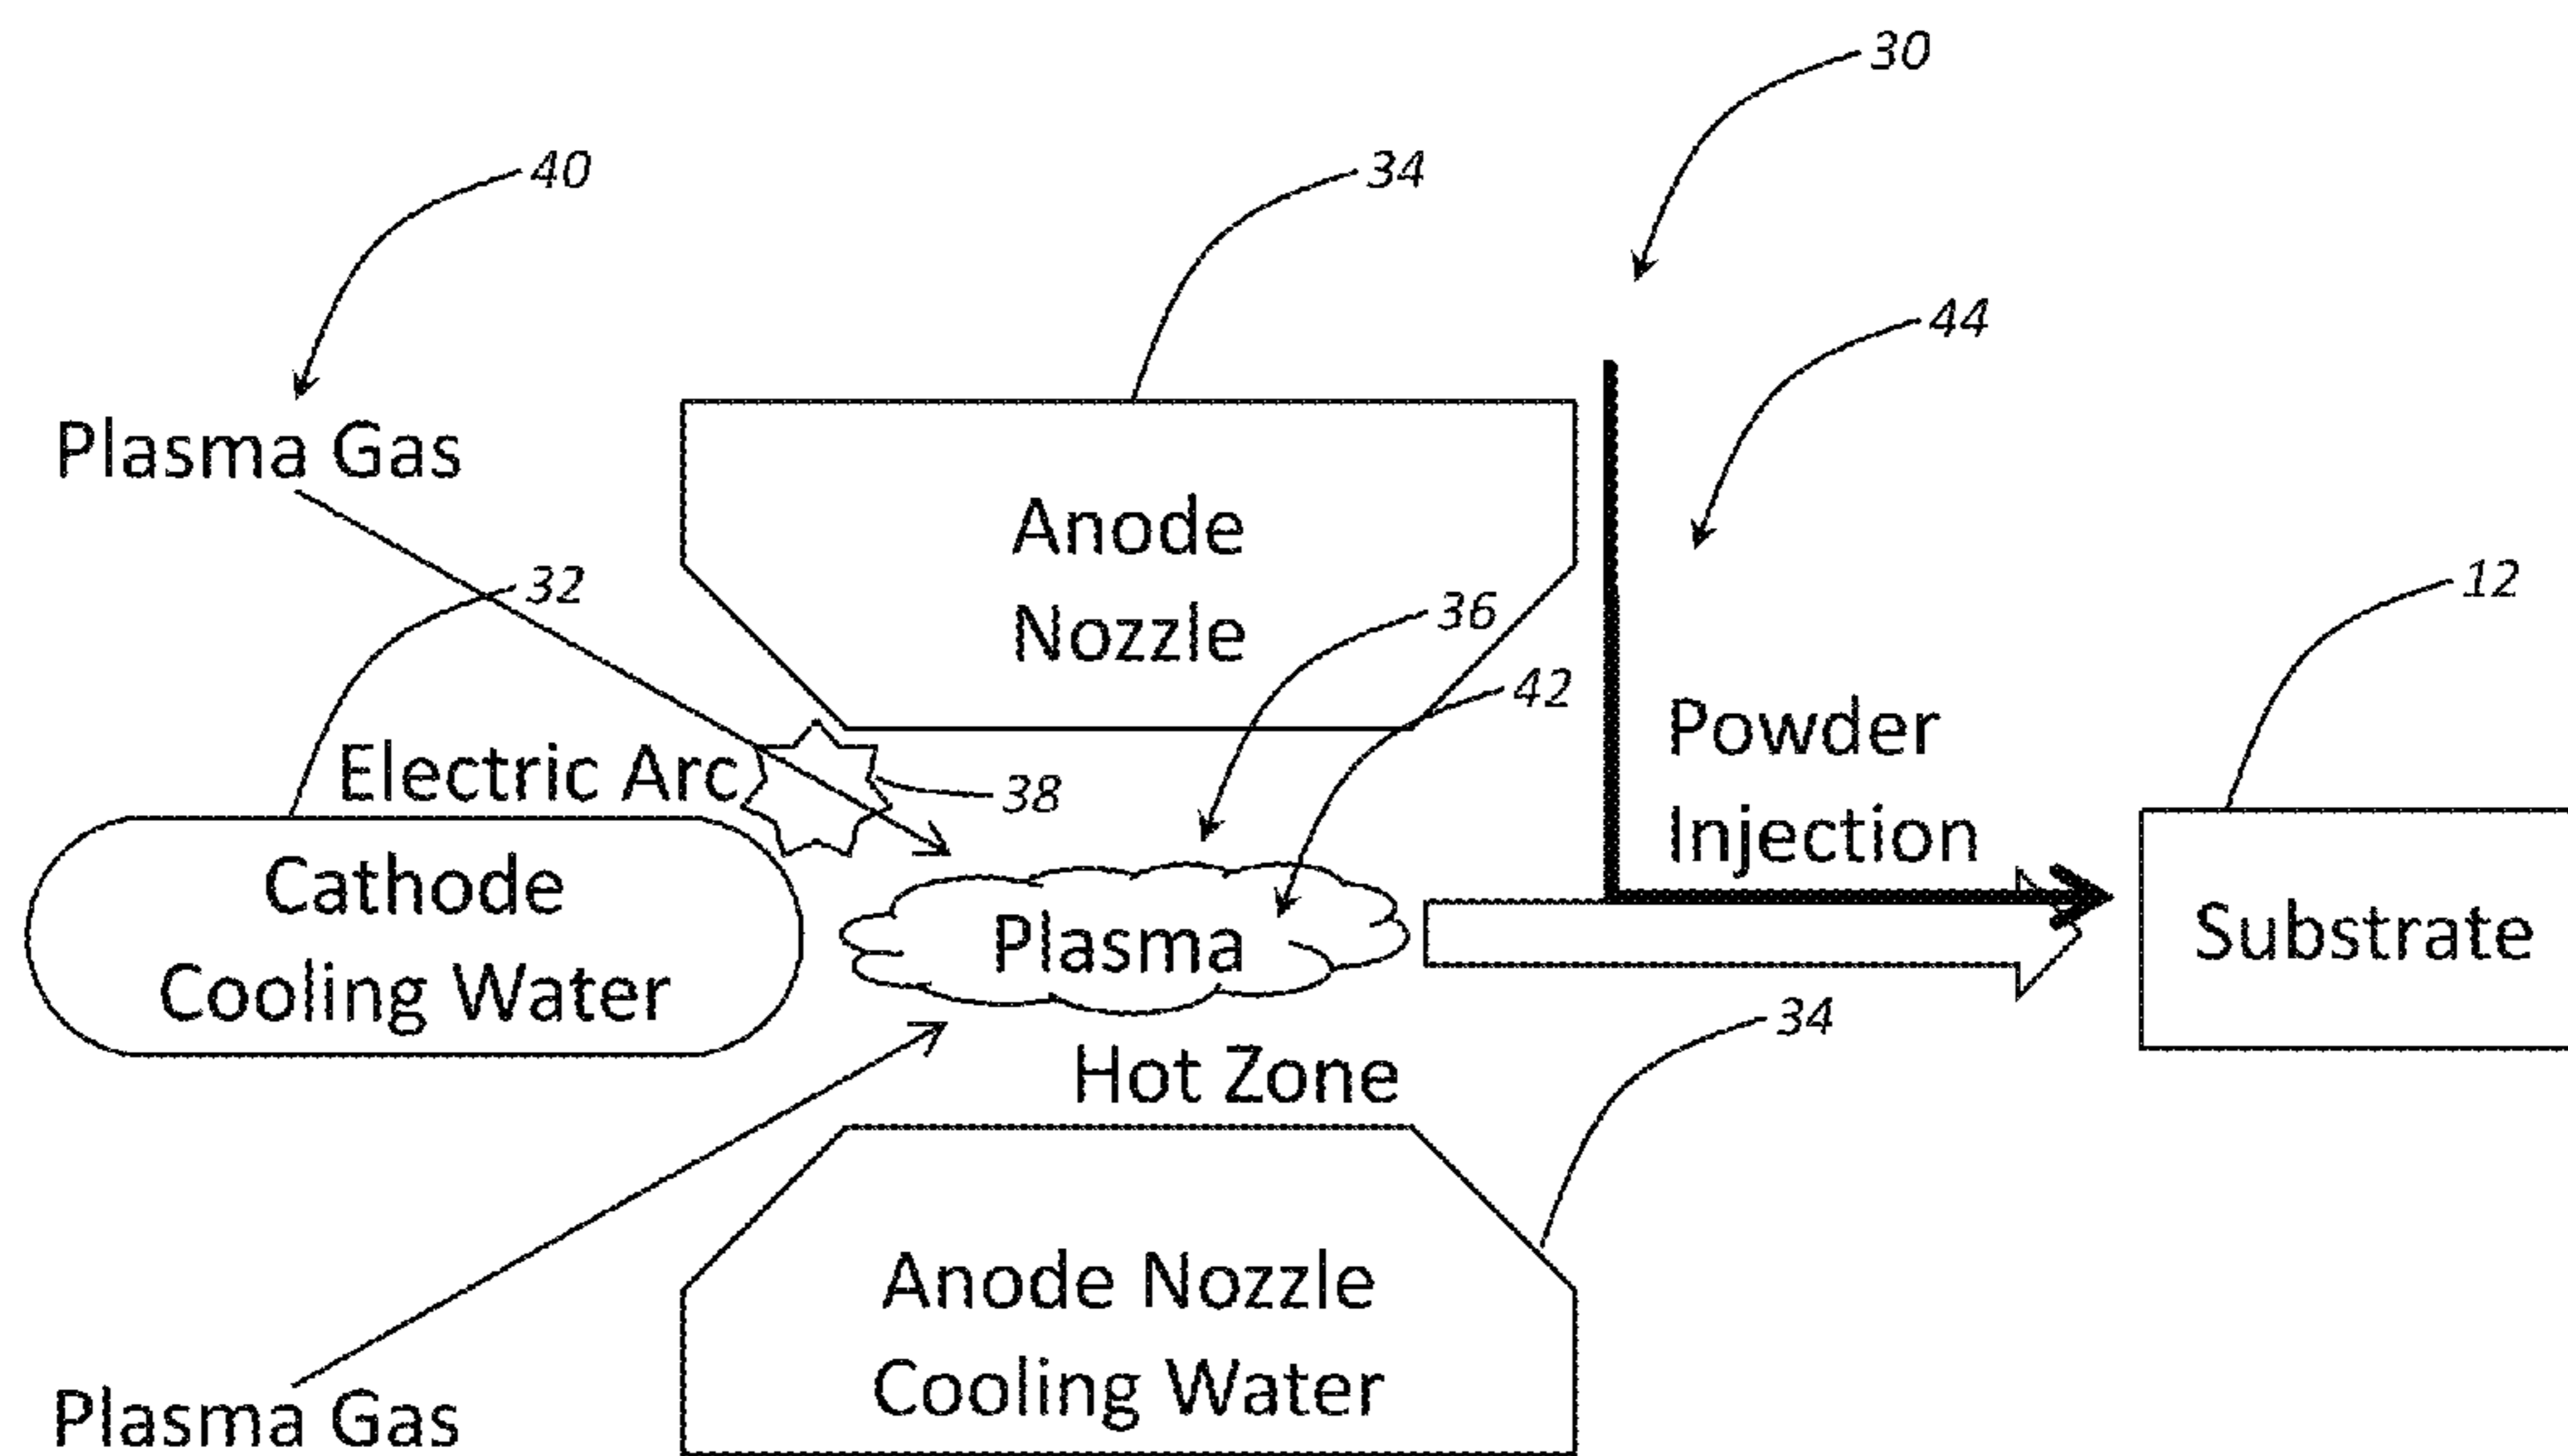 30
40
34
44
Plasma Gas
Anode
Nozzle
32
36
12
42
Electric Arc
38
Powder
Injection
Cathode
Cooling Water
Plasma
Substrate
34
Hot Zone
Anode Nozzle
Cooling Water
Plasma Gas